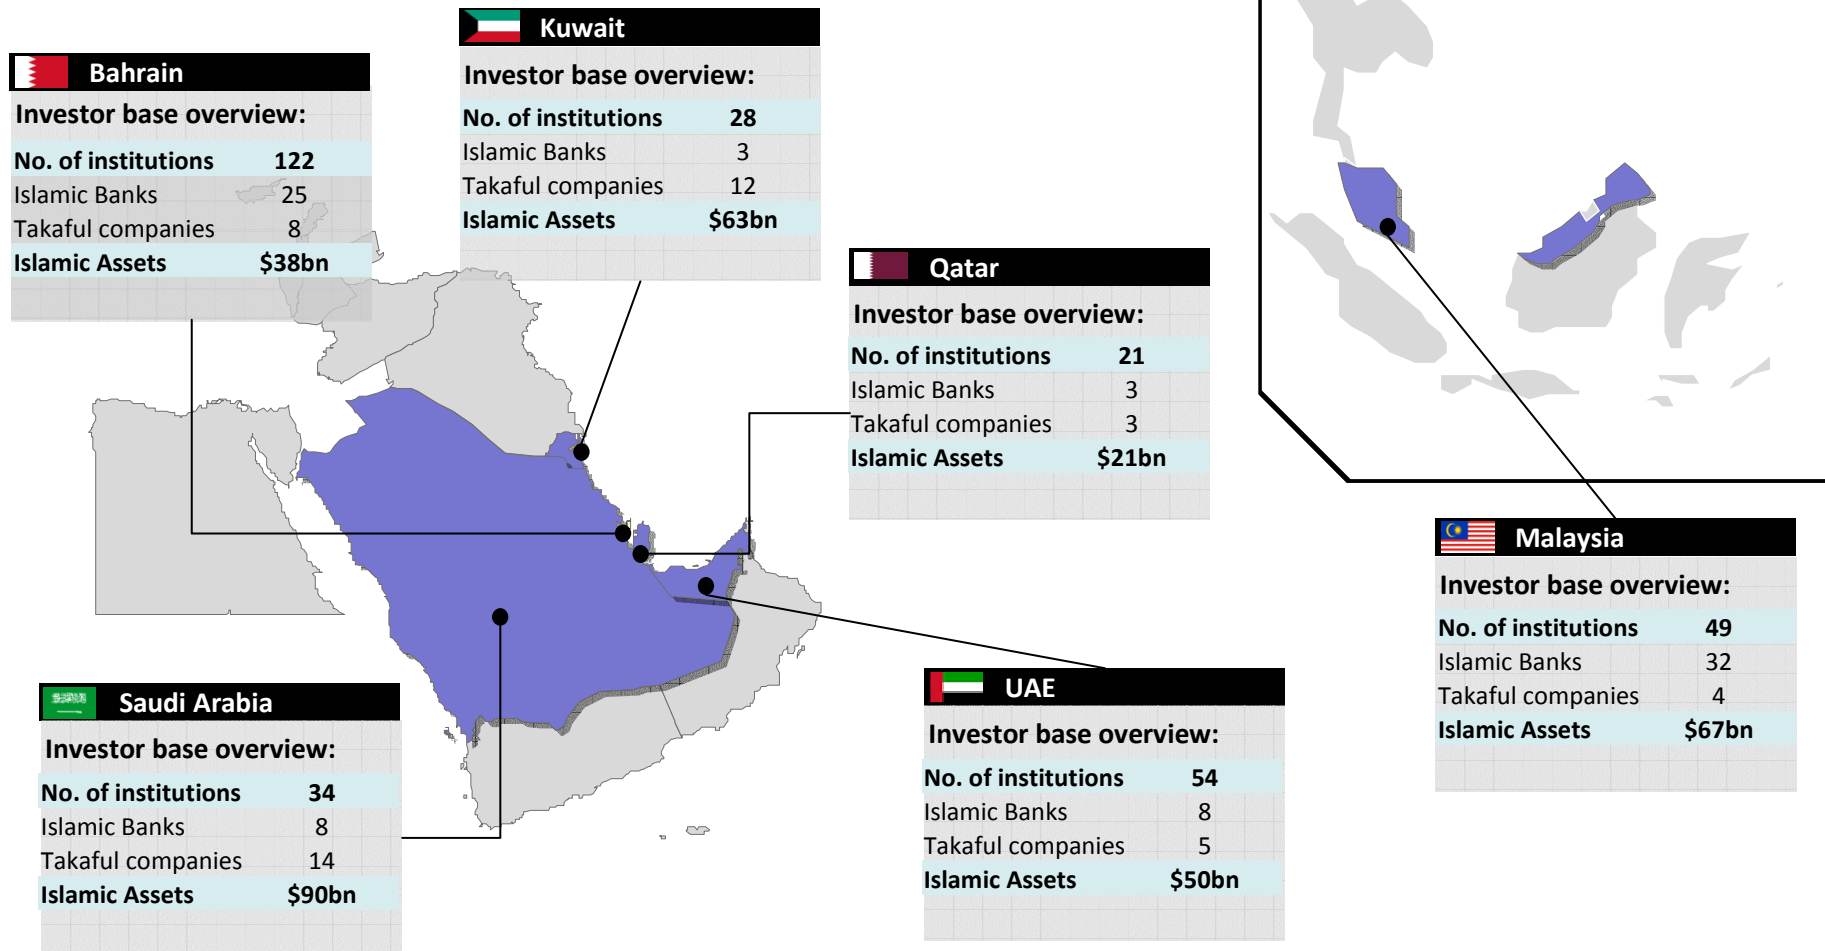 Kuwait
Investor base overview:
No. of institutions 28
Islamic Banks 3
Takaful companies 12
Islamic Assets $63bn
Bahrain
Investor base overview:
No. of institutions 122
Islamic Banks 25
Takaful companies 8
Islamic Assets $38bn
Qatar
Investor base overview:
No. of institutions 21
Islamic Banks 3
Takaful companies 3
Islamic Assets $21bn
Malaysia
Investor base overview:
No. of institutions 49
Islamic Banks 32
Takaful companies 4
Islamic Assets $67bn
Saudi Arabia
Investor base overview:
No. of institutions 34
Islamic Banks 8
Takaful companies 14
Islamic Assets $90bn
UAE
Investor base overview:
No. of institutions 54
Islamic Banks 8
Takaful companies 5
Islamic Assets $50bn